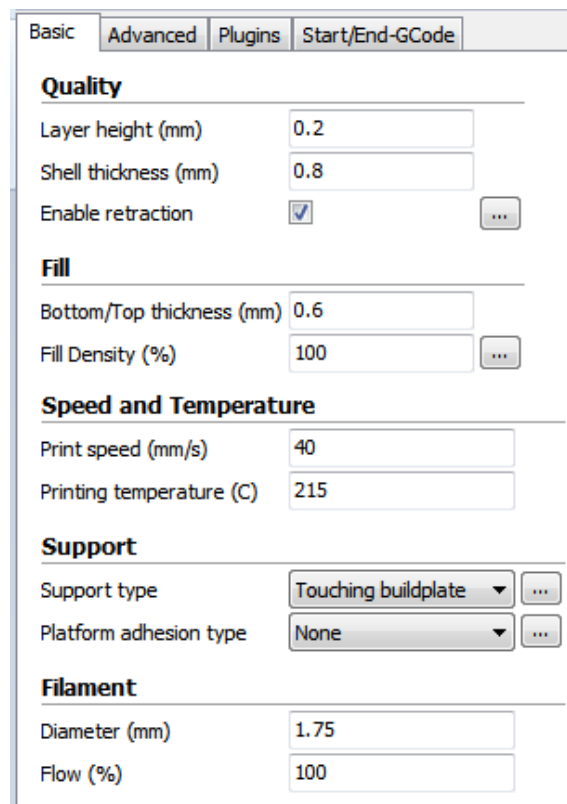 Basic Advanced Plugins Start/End-GCode
Quality
Layer height (mm) 0.2
Shell thickness (mm) 0.8
Enable retraction ...
Fill
Bottom/Top thickness (mm) 0.6
Fill Density (%) 100 ...
Speed and Temperature
Print speed (mm/s) 40
Printing temperature (C) 215
Support
Support type Touching buildplate ...
Platform adhesion type None ...
Filament
Diameter (mm) 1.75
Flow (%) 100